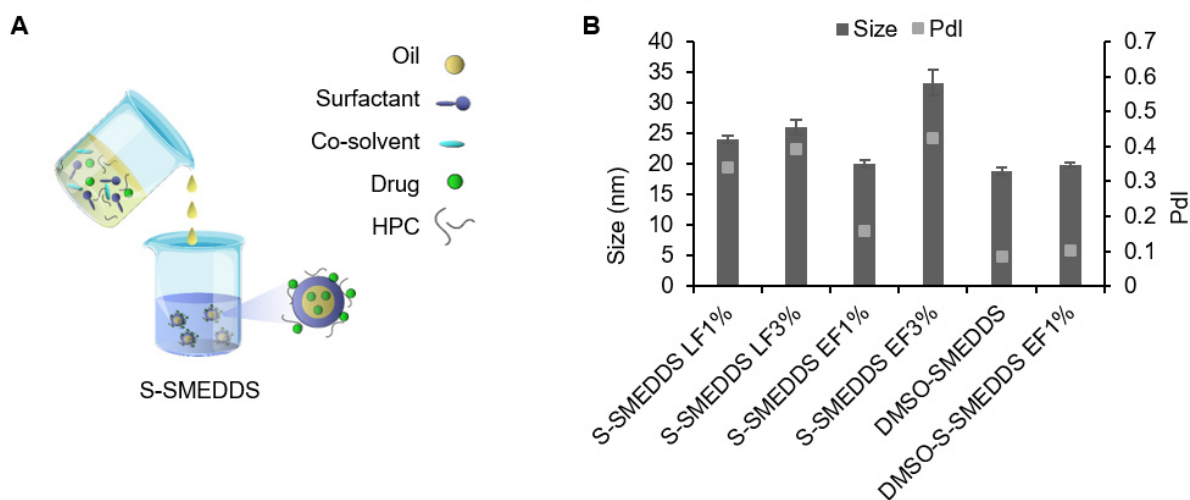 A
Oil
Surfactant
Co-solvent
Drug
HPC
S-SMEDDS
B
Size PdI
40
35
30
25
20
15
10
5
0
Size (nm)
0.7
0.6
0.5
0.4
0.3
0.2
0.1
0
PdI
S-SMEDDS LF1%
S-SMEDDS LF3%
S-SMEDDS EF1%
S-SMEDDS EF3%
DMSO-SMEDDS
DMSO-S-SMEDDS EF1%